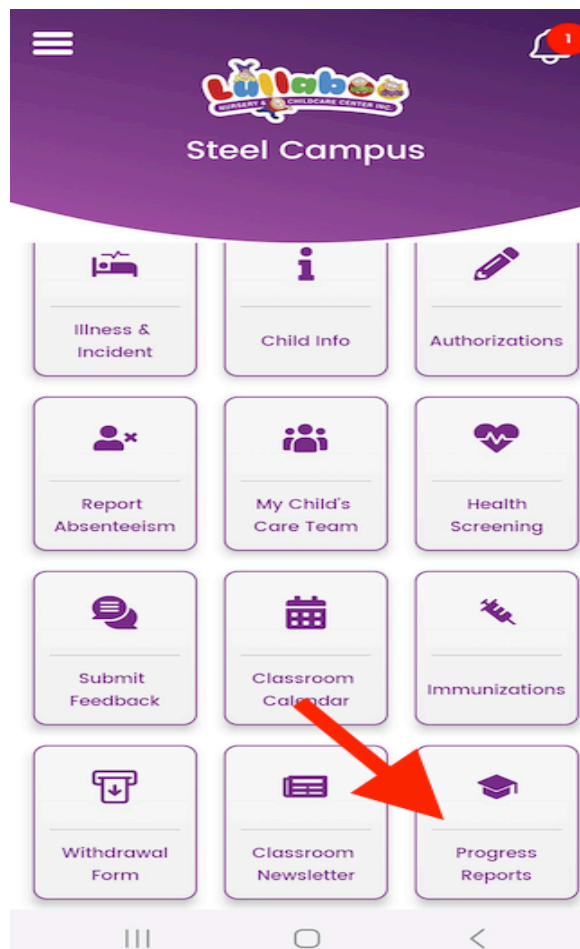 1
Lullaboo
NURSERY & CHILDCARE CENTER INC.
Steel Campus
Illness &
Incident
Child Info
Authorizations
Report
Absenteeism
My Child's
Care Team
Health
Screening
Submit
Feedback
Classroom
Calendar
Immunizations
Withdrawal
Form
Classroom
Newsletter
Progress
Reports